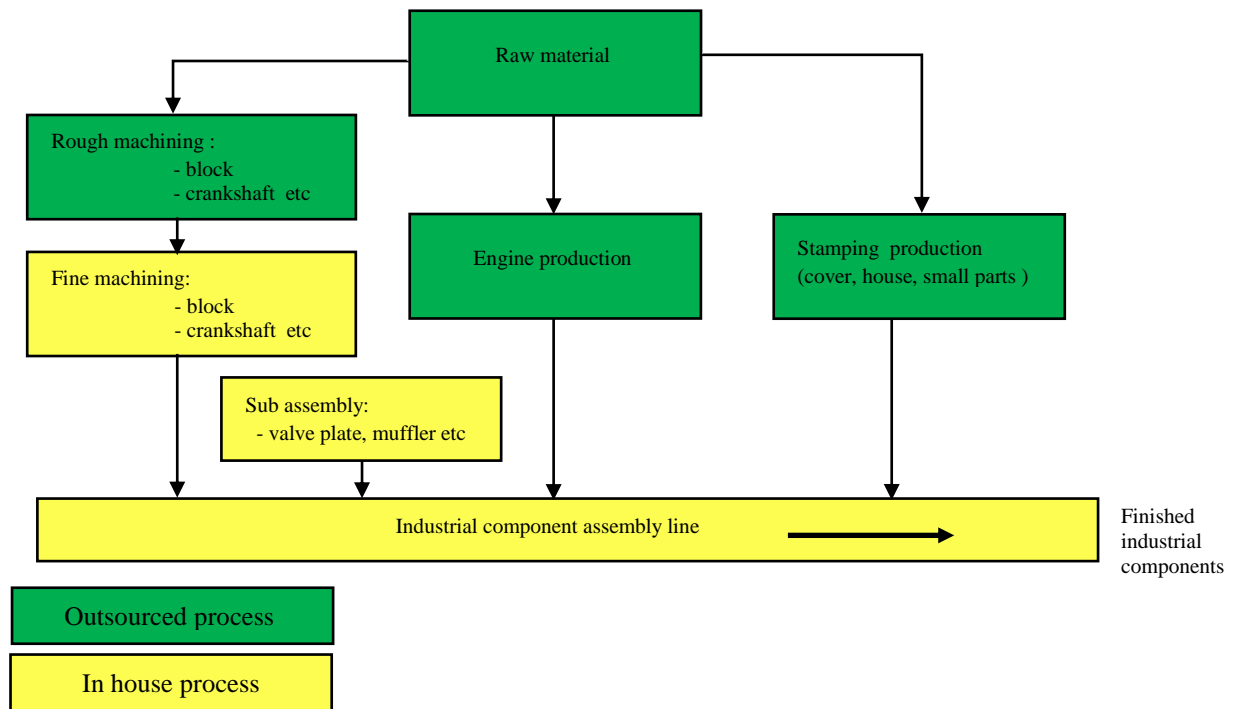 Raw material
Rough machining :
- block
- crankshaft etc
Fine machining:
- block
- crankshaft etc
Engine production
Stamping production
(cover, house, small parts )
Sub assembly:
- valve plate, muffler etc
Industrial component assembly line
Finished
industrial
components
Outsourced process
In house process